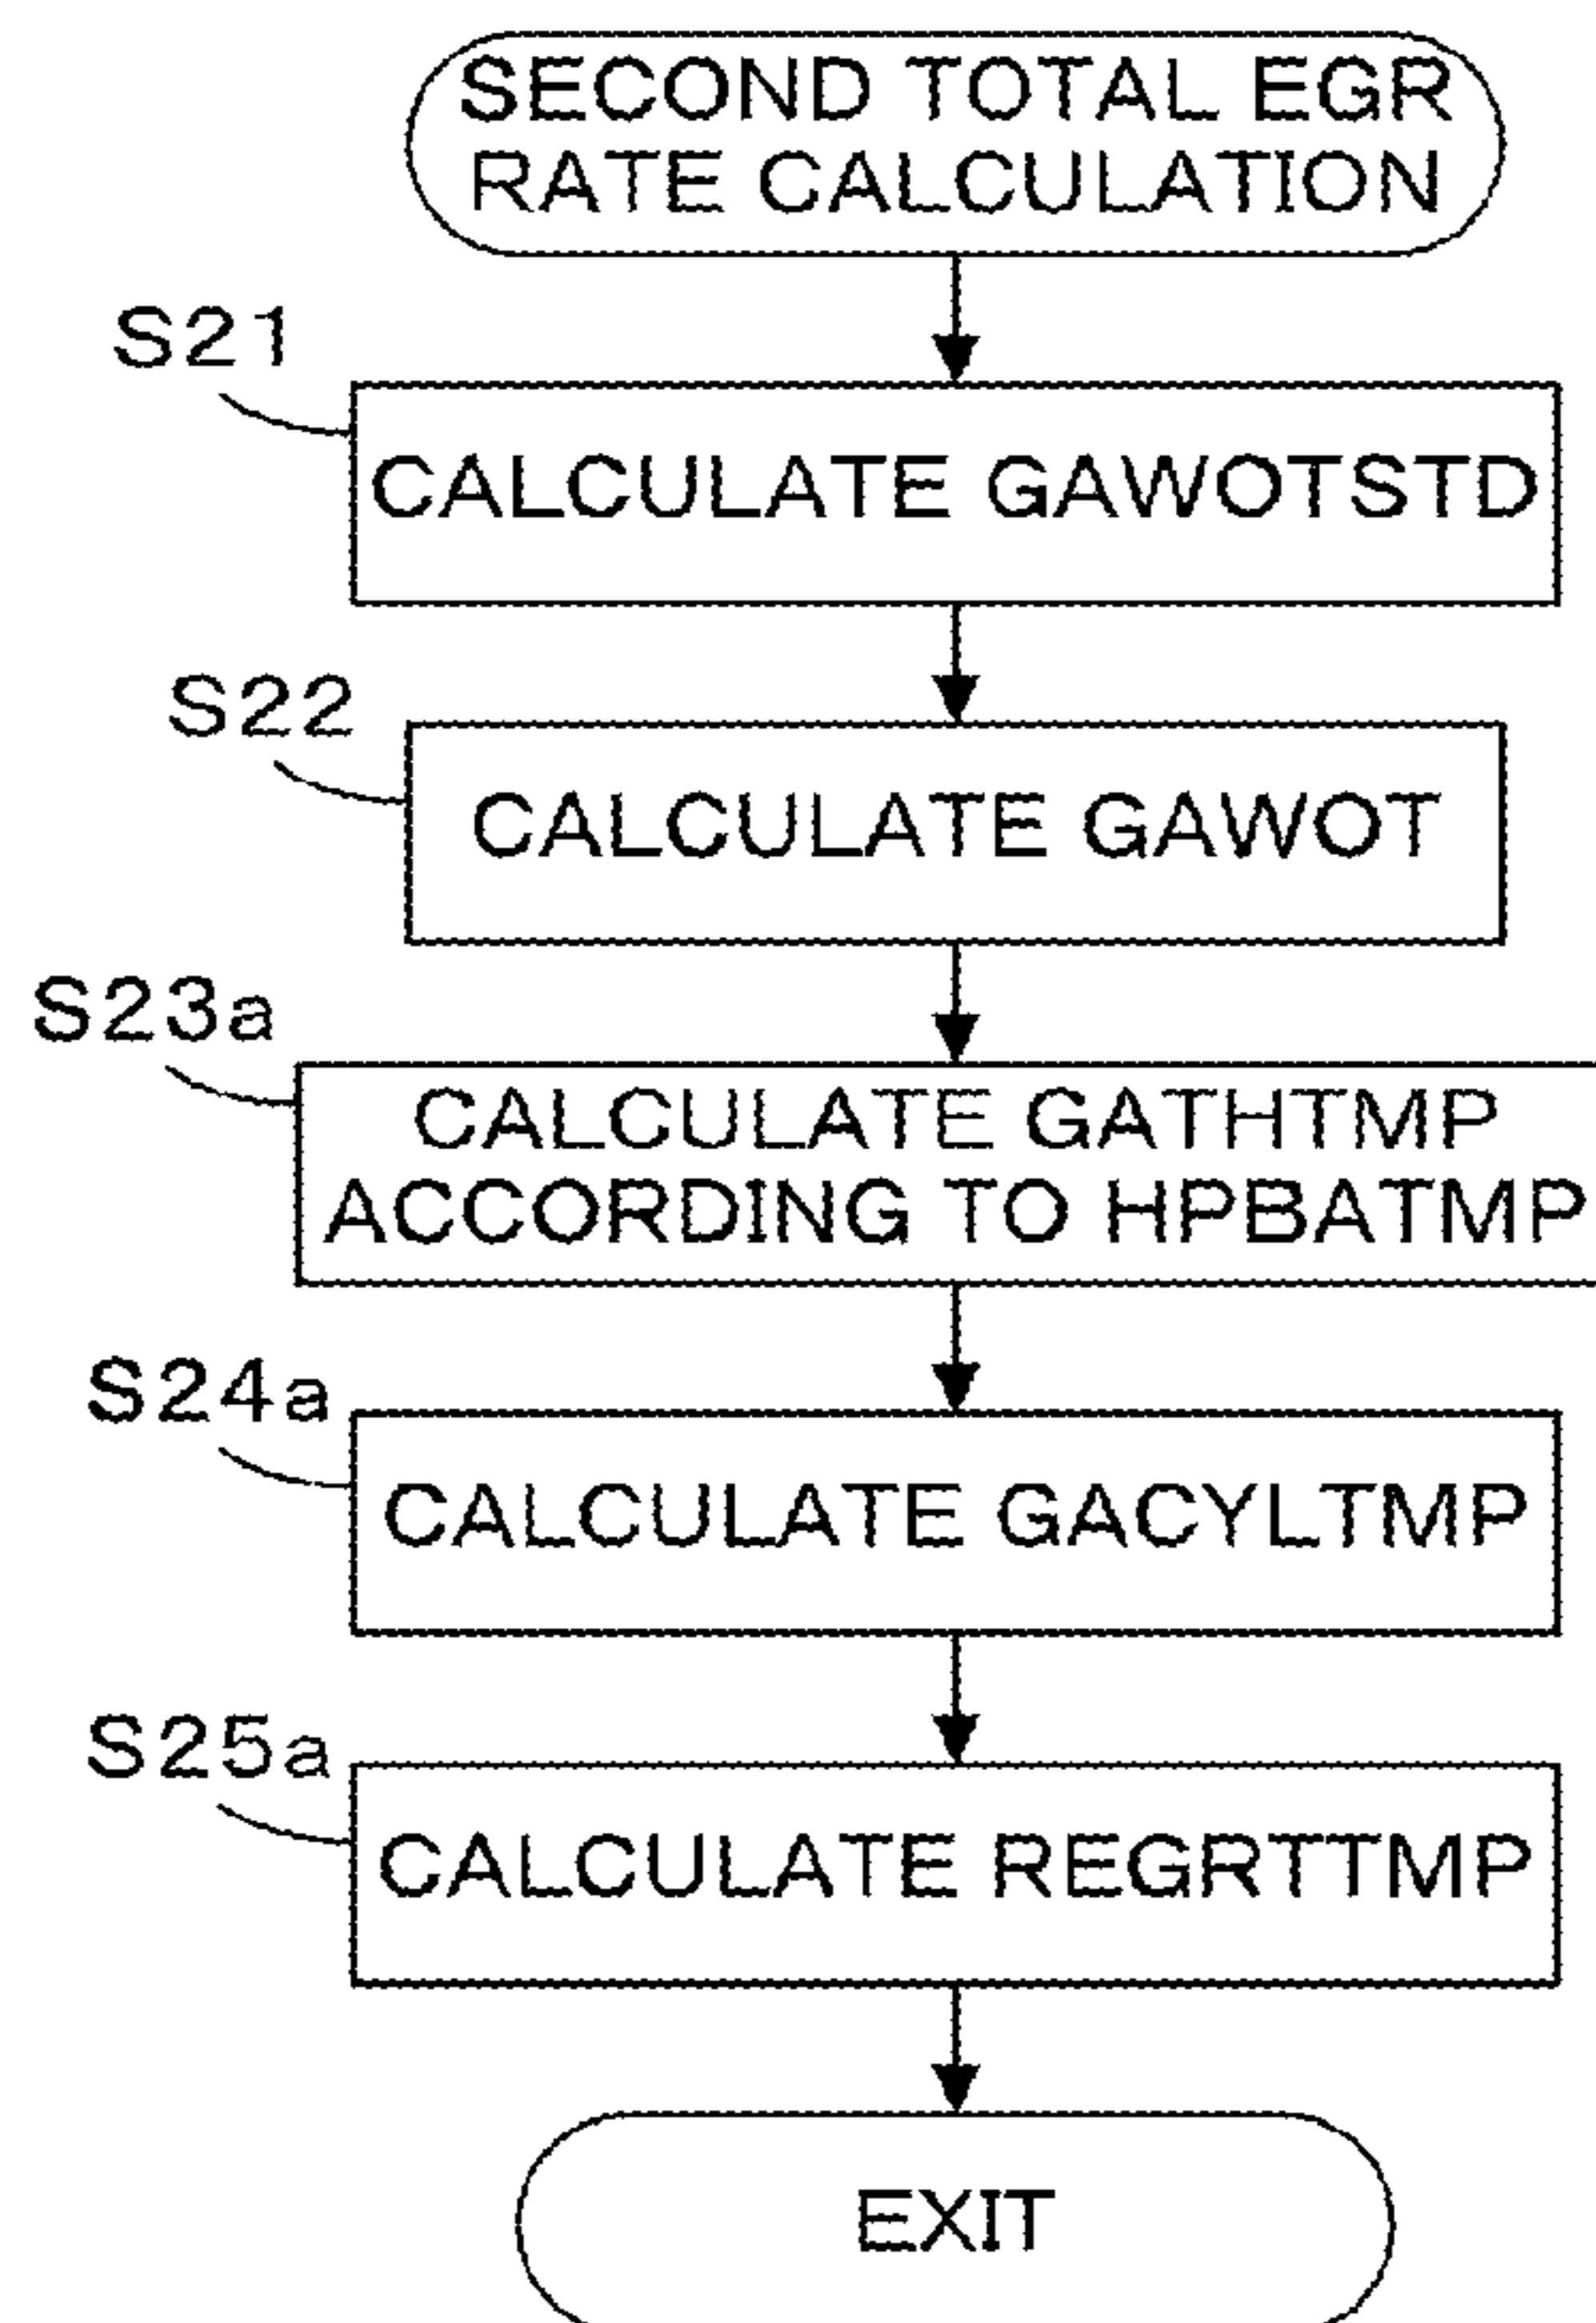 SECOND TOTAL EGR
RATE CALCULATION
S21
CALCULATE GAWOTSTD
S22
CALCULATE GAWOT
S23a
CALCULATE GATHTMP
ACCORDING TO HPBATMP
S24a
CALCULATE GACYLTMP
S25a
CALCULATE REGRTTMP
EXIT